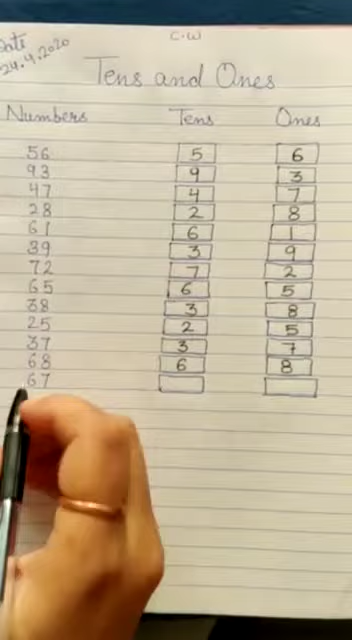 C.W
Date
24.4.2020
Tens and Ones
Numbers Tens Ones
56 5 6
93 9 3
47 4 7
28 2 8
61 6 1
39 3 9
72 7 2
65 6 5
38 3 8
25 2 5
37 3 7
68 6 8
67